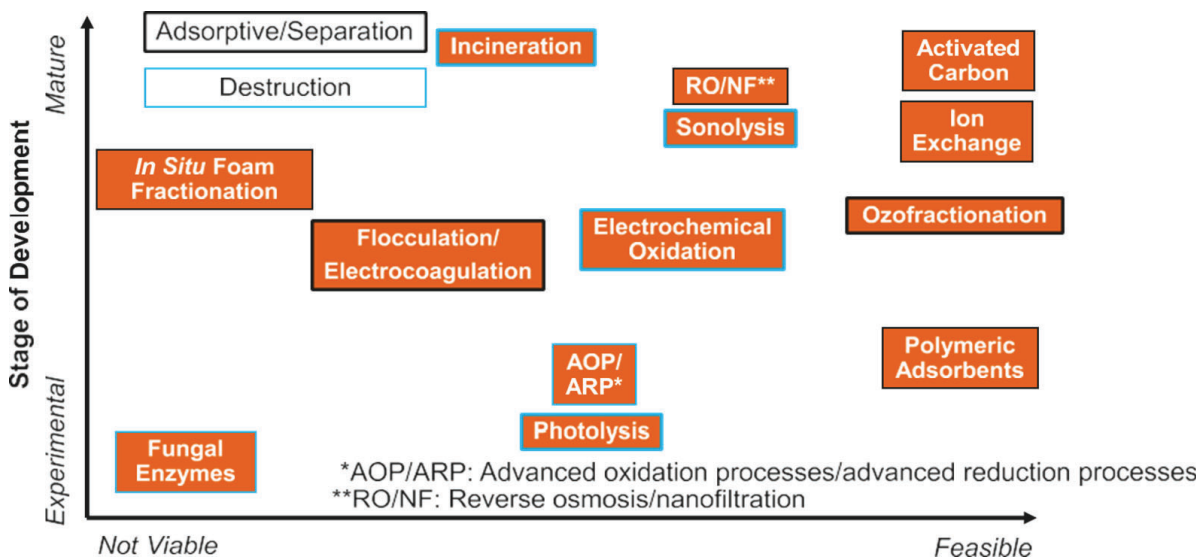 Adsorptive/Separation
Destruction
Incineration
RO/NF**
Sonolysis
Activated
Carbon
Ion
Exchange
In Situ Foam
Fractionation
Flocculation/
Electrocoagulation
Electrochemical
Oxidation
Ozofractionation
AOP/
ARP*
Photolysis
Polymeric
Adsorbents
Fungal
Enzymes
*AOP/ARP: Advanced oxidation processes/advanced reduction processes
**RO/NF: Reverse osmosis/nanofiltration
Mature
Stage of Development
Experimental
Not Viable
Feasible